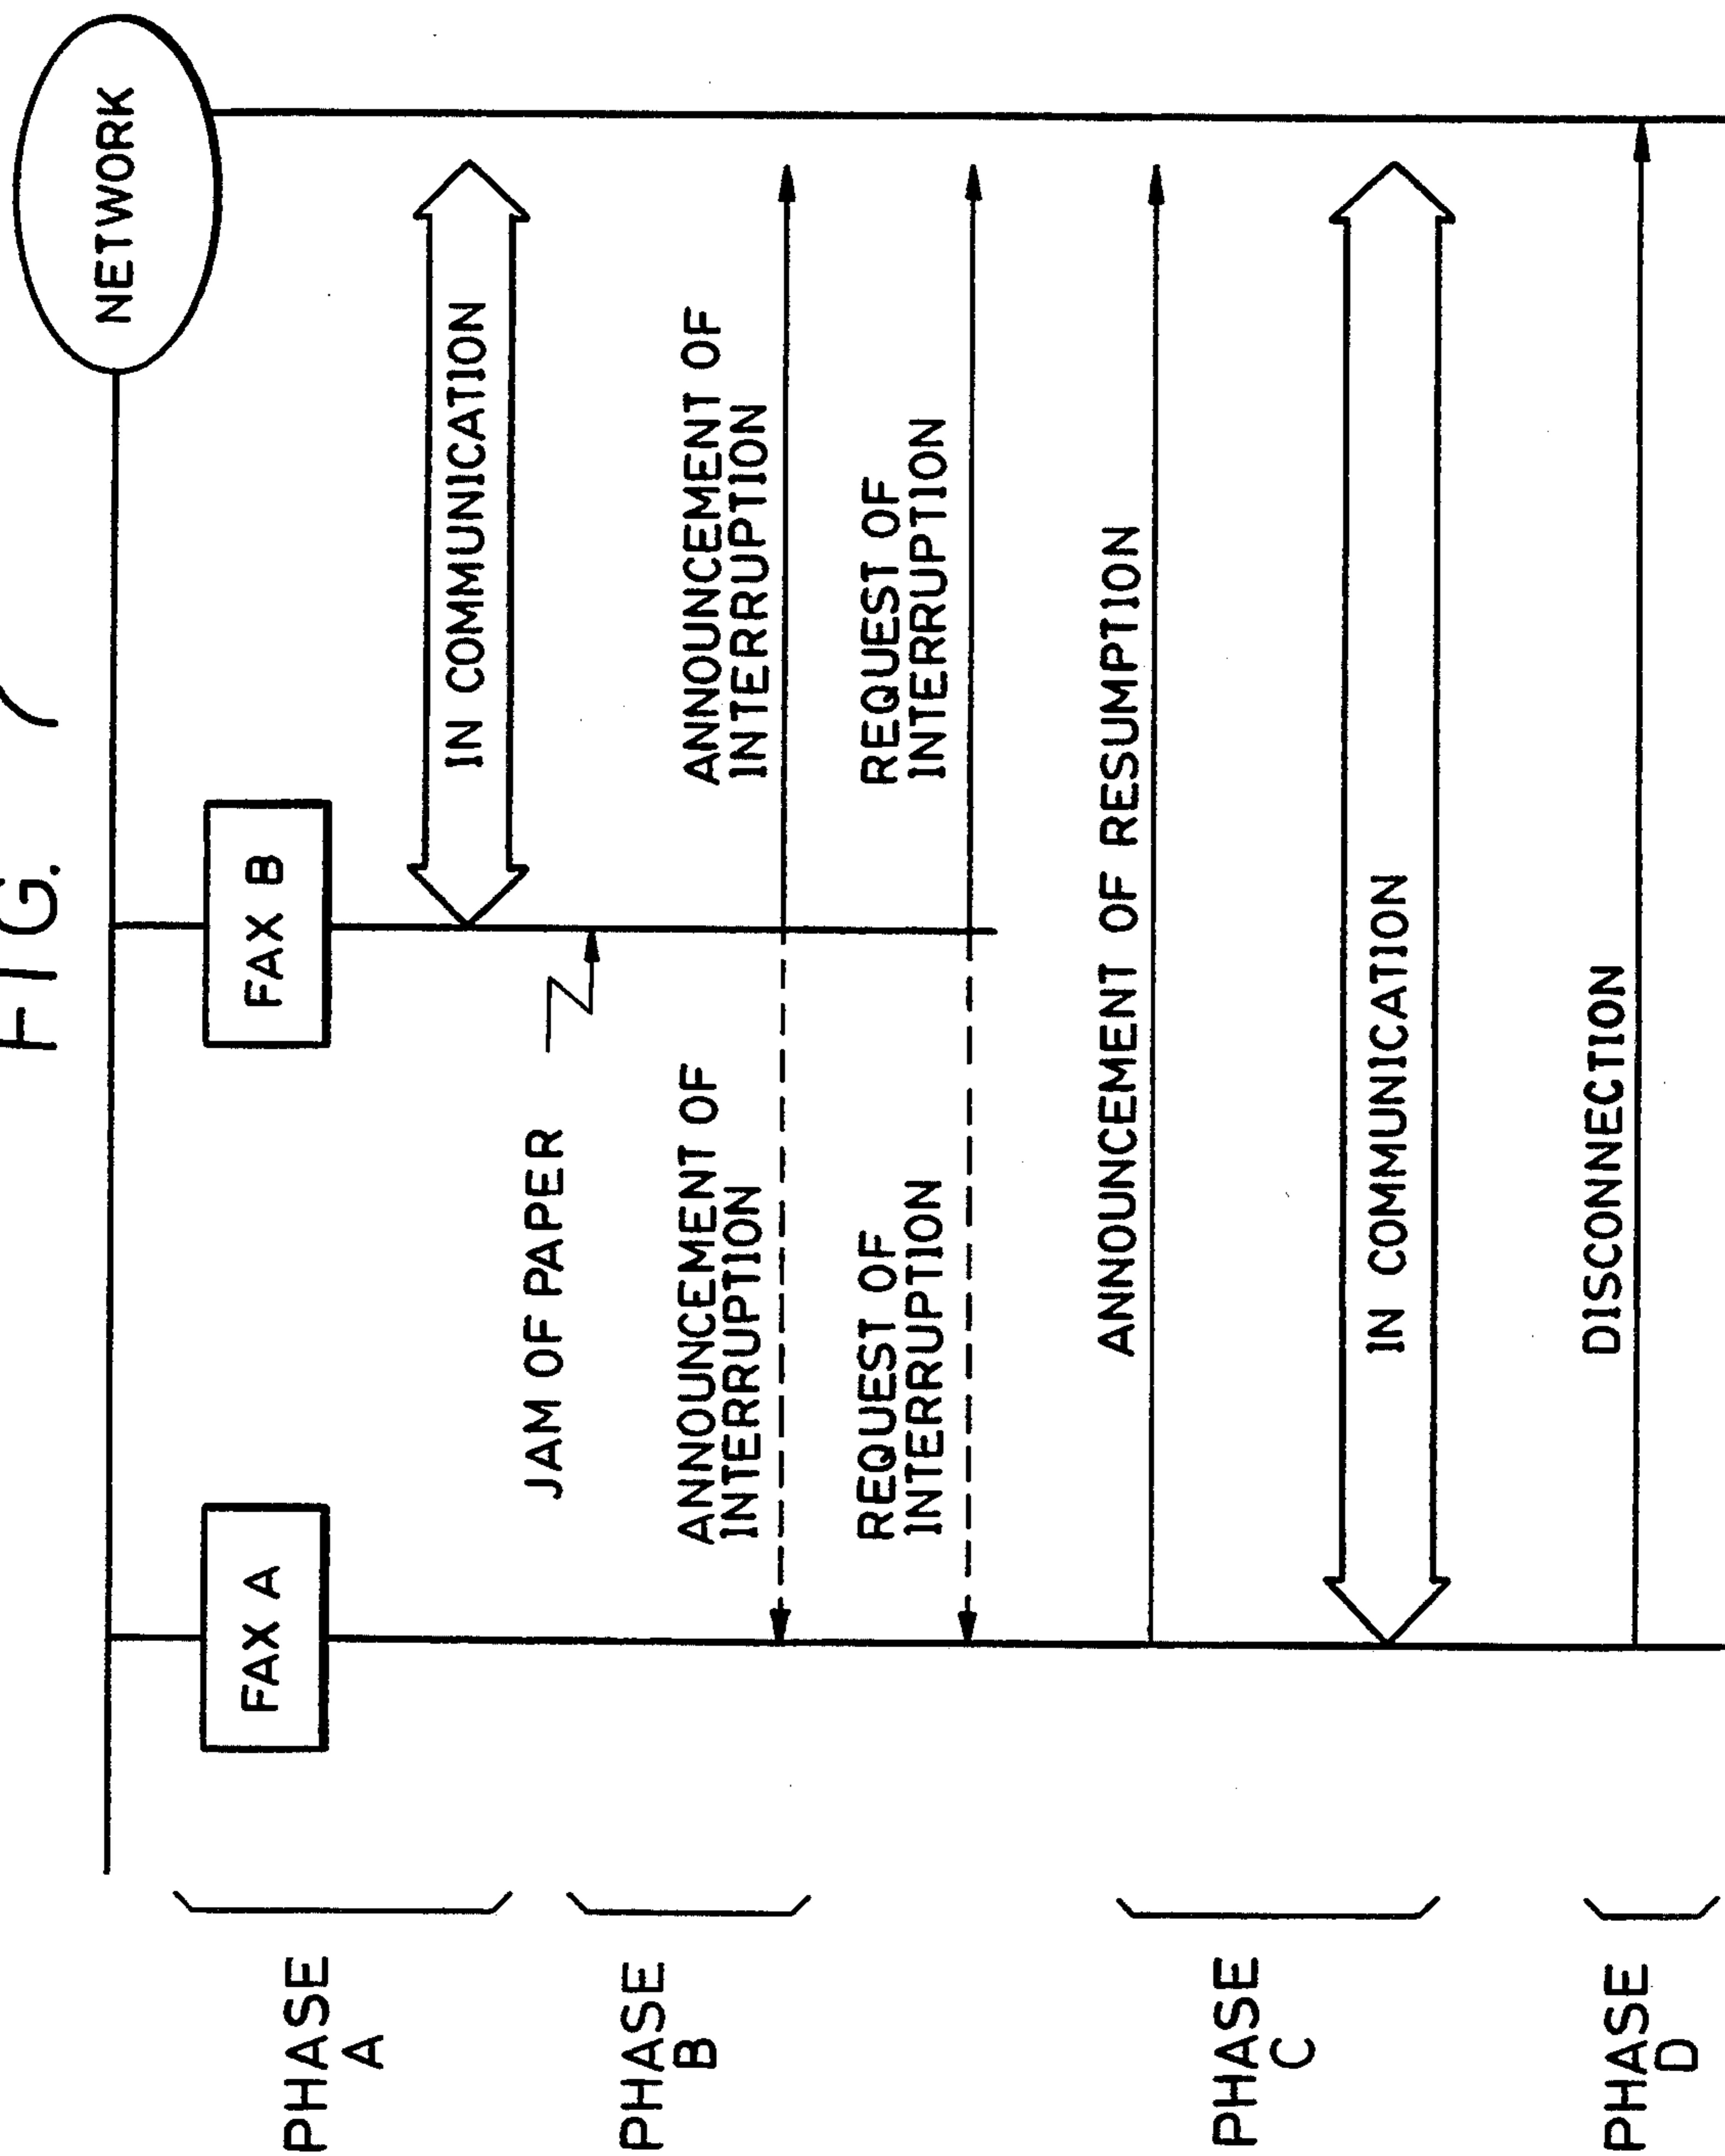 FIG. 7
NETWORK
FAX A
FAX B
PHASE
A
IN COMMUNICATION
JAM OF PAPER
PHASE
B
ANNOUNCEMENT OF
INTERRUPTION
ANNOUNCEMENT OF
INTERRUPTION
REQUEST OF
INTERRUPTION
REQUEST OF
INTERRUPTION
PHASE
C
ANNOUNCEMENT OF RESUMPTION
IN COMMUNICATION
PHASE
D
DISCONNECTION